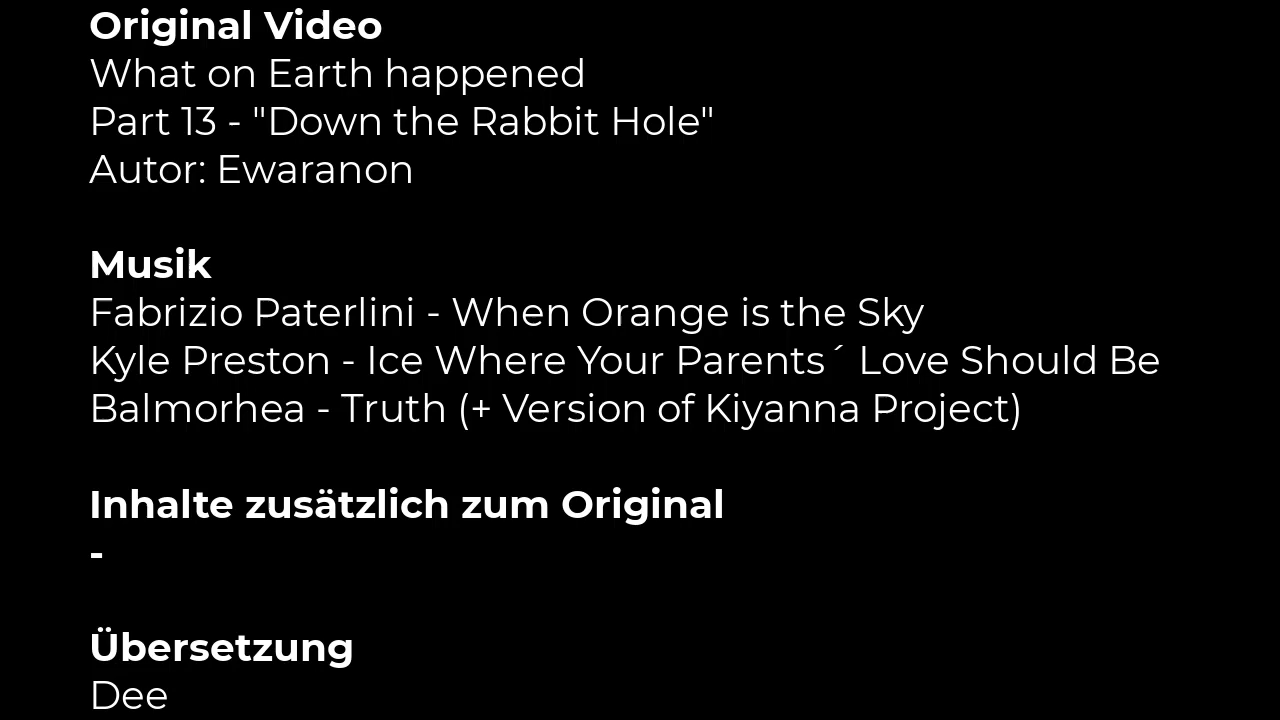 Original Video
What on Earth happened
Part 13 - "Down the Rabbit Hole"
Autor: Ewaranon
Musik
Fabrizio Paterlini - When Orange is the Sky
Kyle Preston - Ice Where Your Parents´ Love Should Be
Balmorhea - Truth (+ Version of Kiyanna Project)
Inhalte zusätzlich zum Original
-
Übersetzung
Dee